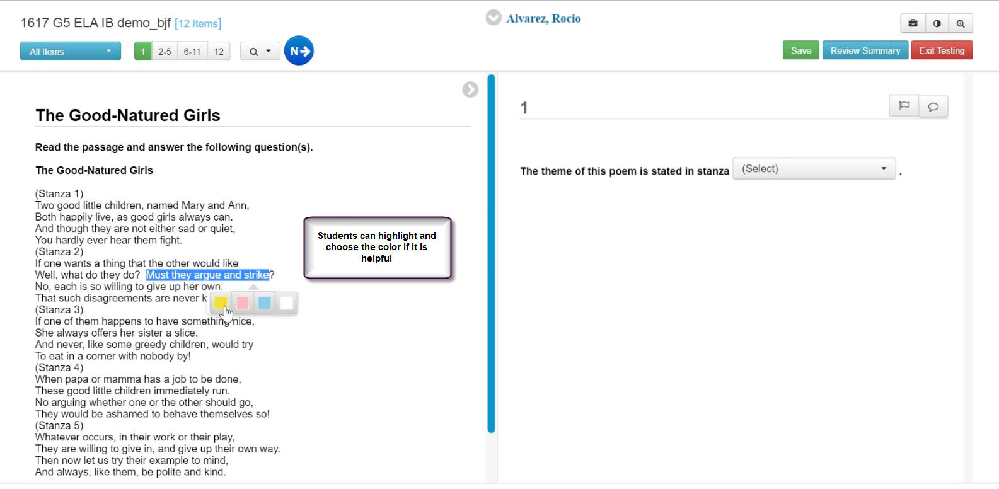 1617 G5 ELA IB demo_bjf [12 Items]
Alvarez, Rocio
All Items
1 2-5 6-11 12
N
Save Review Summary Exit Testing
The Good-Natured Girls
Read the passage and answer the following question(s).
The Good-Natured Girls
(Stanza 1)
Two good little children, named Mary and Ann,
Both happily live, as good girls always can.
And though they are not either sad or quiet,
You hardly ever hear them fight.
(Stanza 2)
If one wants a thing that the other would like
Well, what do they do? Must they argue and strike?
No, each is so willing to give up her own.
That such disagreements are never k
(Stanza 3)
If one of them happens to have something nice,
She always offers her sister a slice.
And never, like some greedy children, would try
To eat in a corner with nobody by!
(Stanza 4)
When papa or mamma has a job to be done,
These good little children immediately run.
No arguing whether one or the other should go,
They would be ashamed to behave themselves so!
(Stanza 5)
Whatever occurs, in their work or their play,
They are willing to give in, and give up their own way.
Then now let us try their example to mind,
And always, like them, be polite and kind.
Students can highlight and
choose the color if it is
helpful
1
The theme of this poem is stated in stanza (Select) .